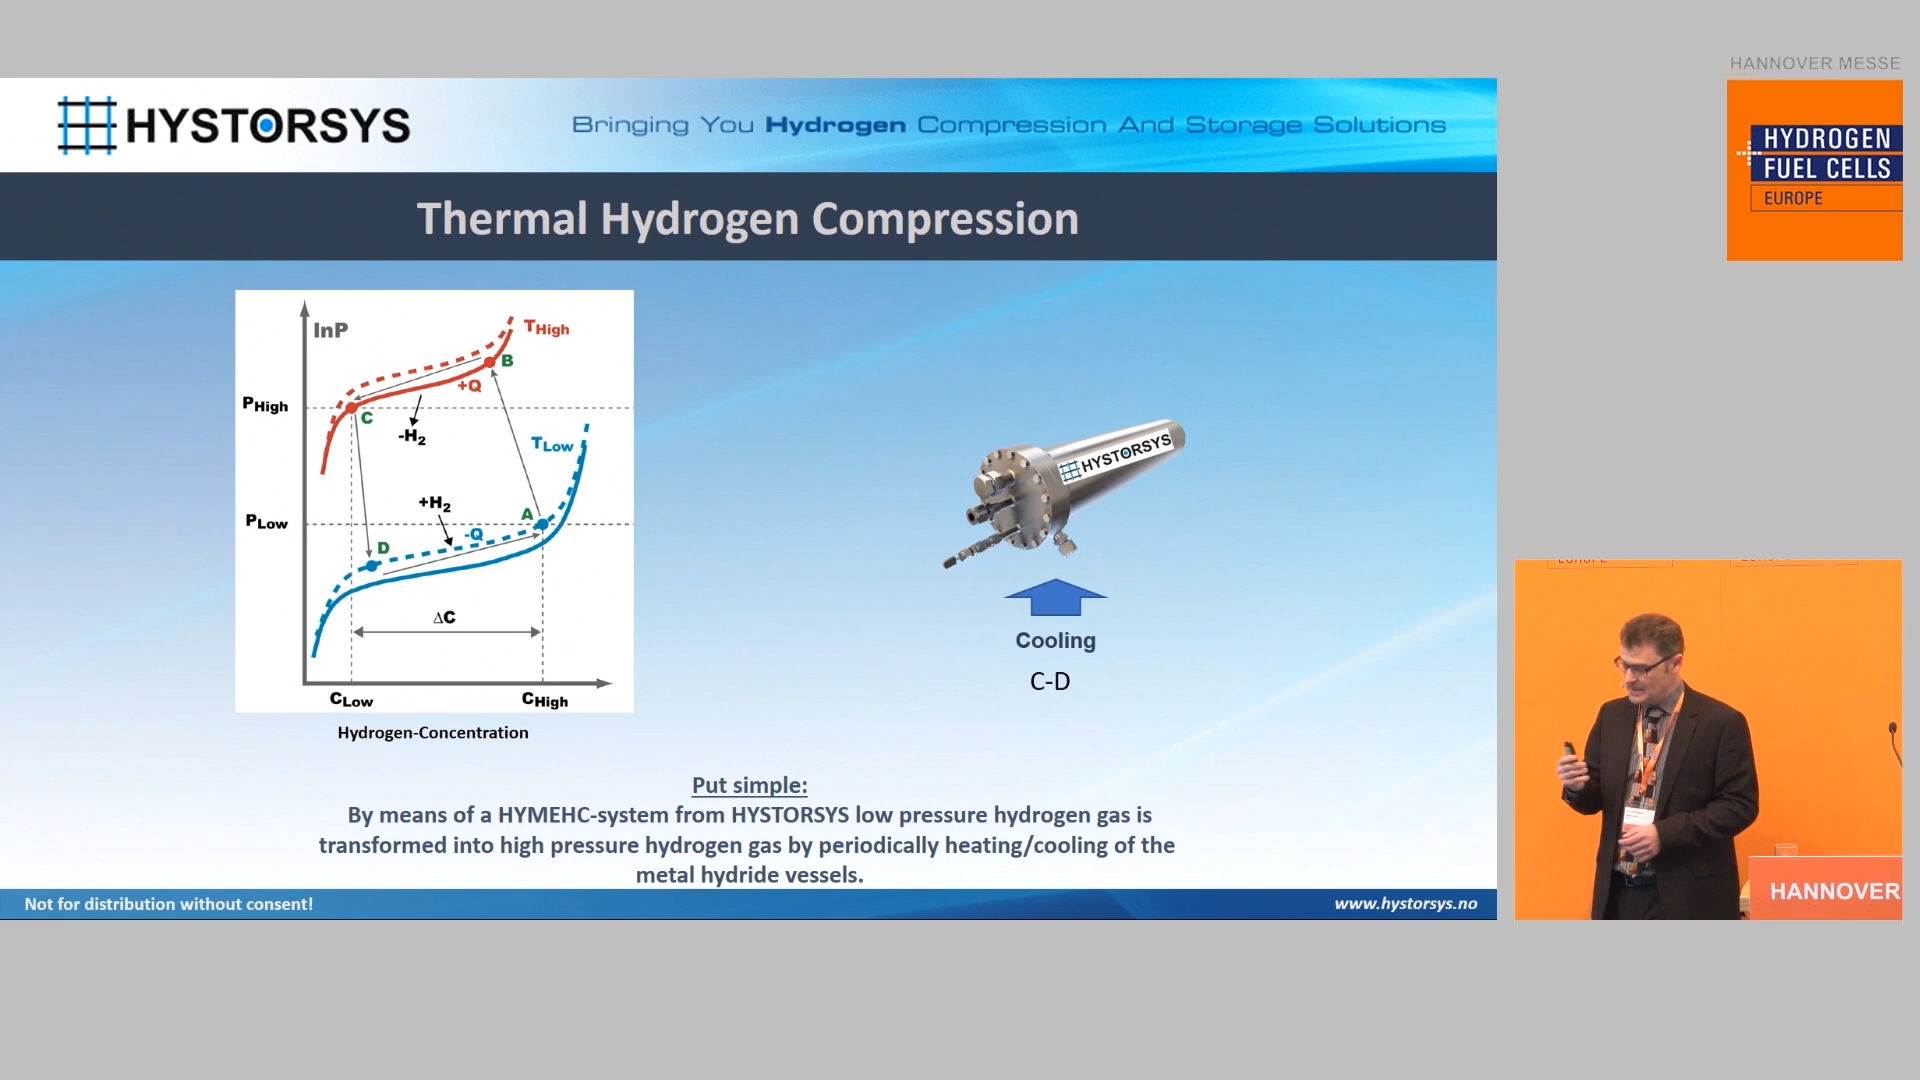 HANNOVER MESSE
HYDROGEN
FUEL CELLS
EUROPE
HYSTORSYS
Bringing You Hydrogen Compression And Storage Solutions
Thermal Hydrogen Compression
lnP
THigh
B
+Q
PHigh
C
-H2
TLow
+H2
A
PLow
-Q
D
ΔC
CLow
CHigh
Hydrogen-Concentration
HYSTORSYS
Cooling
C-D
Put simple:
By means of a HYMEHC-system from HYSTORSYS low pressure hydrogen gas is
transformed into high pressure hydrogen gas by periodically heating/cooling of the
metal hydride vessels.
Not for distribution without consent!
www.hystorsys.no
HANNOVER